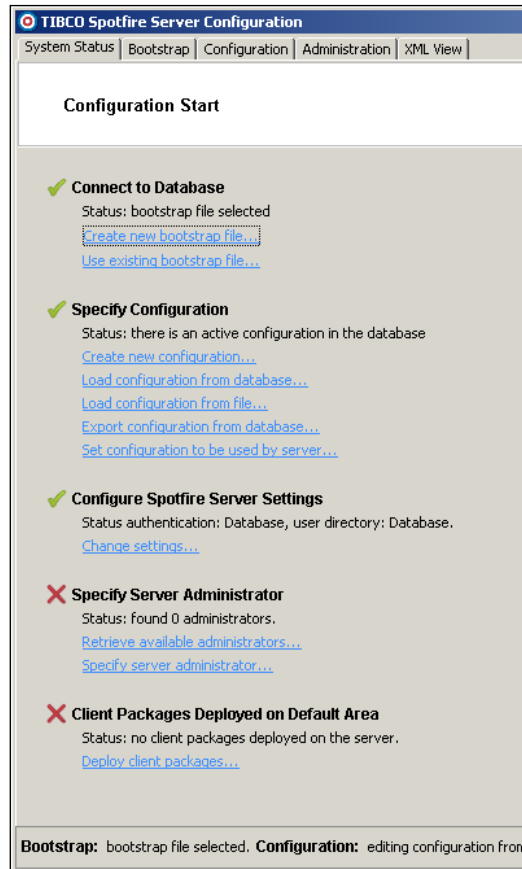 TIBCO Spotfire Server Configuration
System Status Bootstrap Configuration Administration XML View
Configuration Start
Connect to Database
Status: bootstrap file selected
Create new bootstrap file...
Use existing bootstrap file...
Specify Configuration
Status: there is an active configuration in the database
Create new configuration...
Load configuration from database...
Load configuration from file...
Export configuration from database...
Set configuration to be used by server...
Configure Spotfire Server Settings
Status authentication: Database, user directory: Database.
Change settings...
Specify Server Administrator
Status: found 0 administrators.
Retrieve available administrators...
Specify server administrator...
Client Packages Deployed on Default Area
Status: no client packages deployed on the server.
Deploy client packages...
Bootstrap: bootstrap file selected. Configuration: editing configuration from